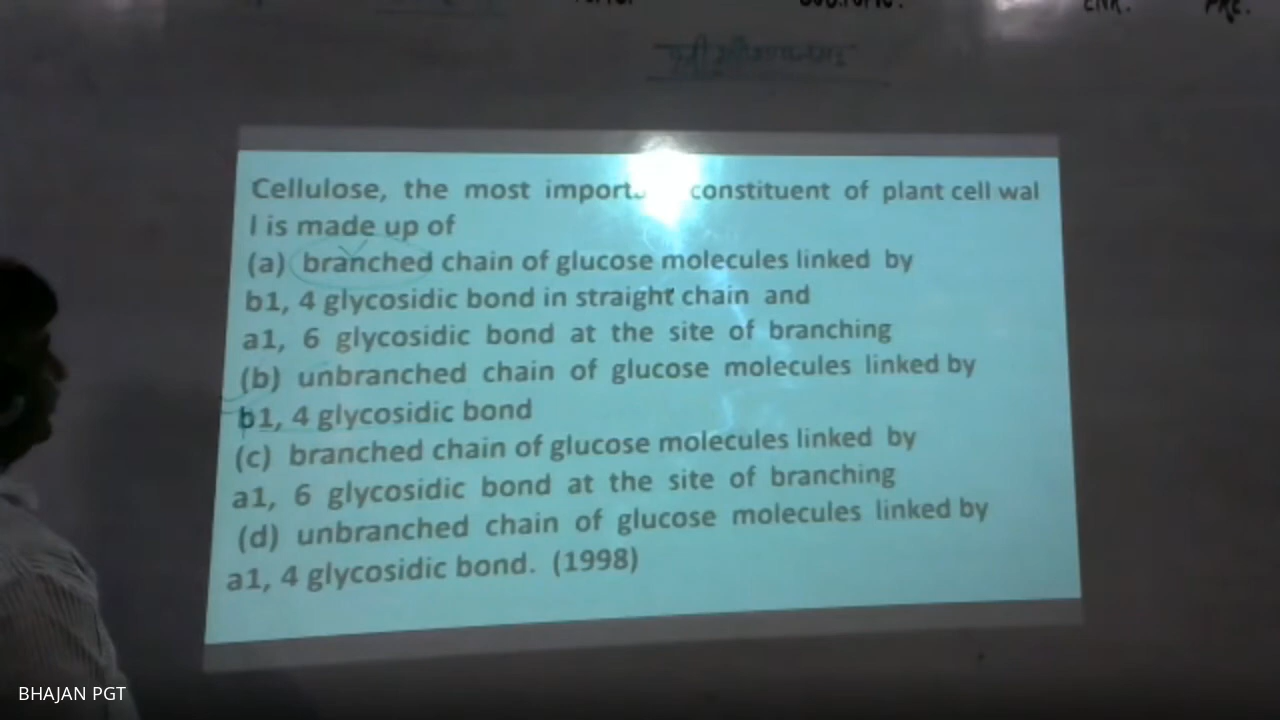 ENR. PRE.
Cellulose, the most import constituent of plant cell wal
l is made up of
(a) branched chain of glucose molecules linked by
b1, 4 glycosidic bond in straight chain and
a1, 6 glycosidic bond at the site of branching
(b) unbranched chain of glucose molecules linked by
b1, 4 glycosidic bond
(c) branched chain of glucose molecules linked by
a1, 6 glycosidic bond at the site of branching
(d) unbranched chain of glucose molecules linked by
a1, 4 glycosidic bond. (1998)
BHAJAN PGT